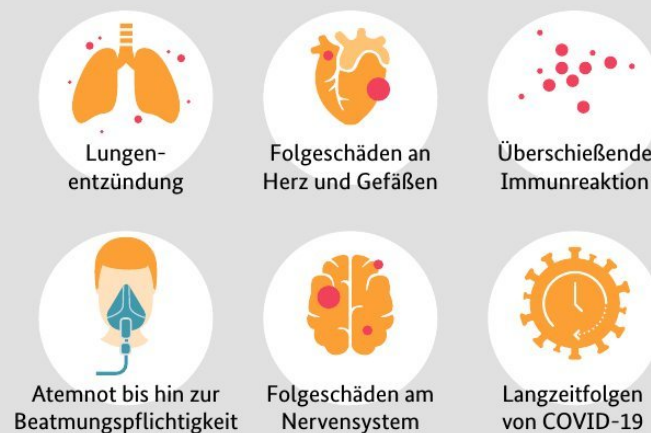 Lungen-
entzündung
Folgeschäden an
Herz und Gefäßen
Überschießende
Immunreaktion
Atemnot bis hin zur
Beatmungspflichtigkeit
Folgeschäden am
Nervensystem
Langzeitfolgen
von COVID-19